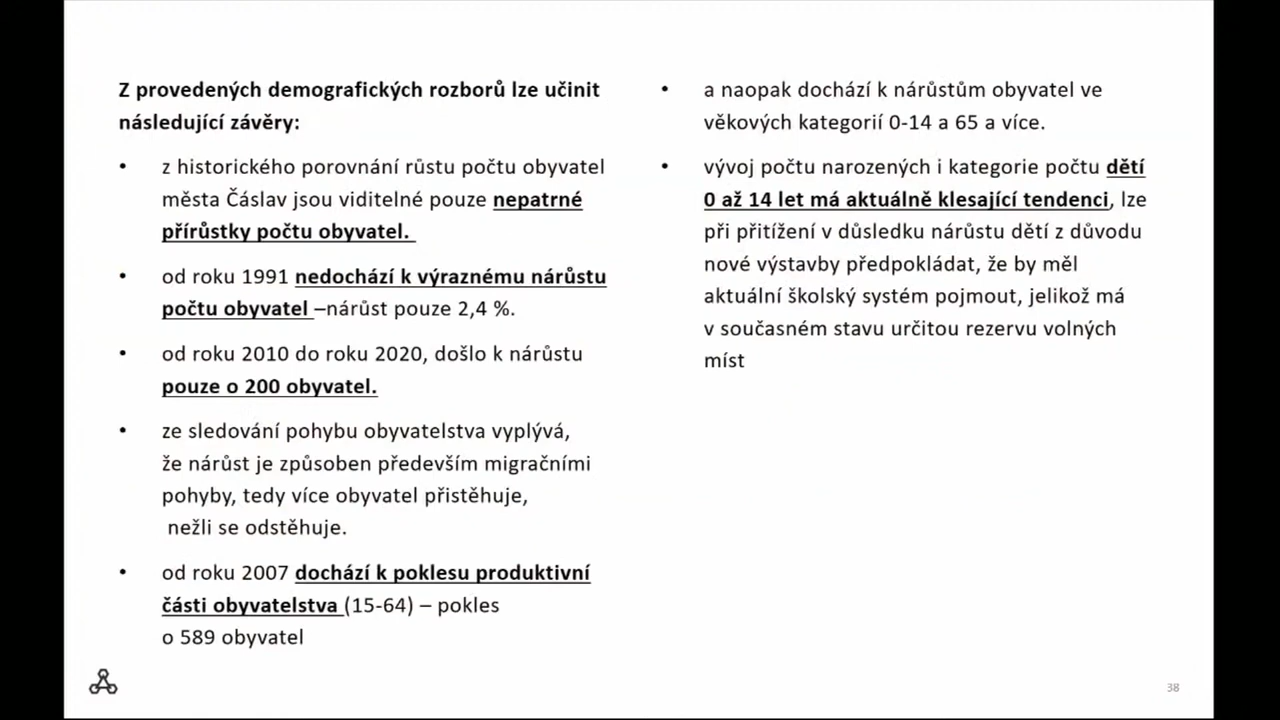 Z provedených demografických rozborů lze učinit
následující závěry:
• z historického porovnání růstu počtu obyvatel
města Čáslav jsou viditelné pouze nepatrné
přírůstky počtu obyvatel.
• od roku 1991 nedochází k výraznému nárůstu
počtu obyvatel –nárůst pouze 2,4 %.
• od roku 2010 do roku 2020, došlo k nárůstu
pouze o 200 obyvatel.
• ze sledování pohybu obyvatelstva vyplývá,
že nárůst je způsoben především migračními
pohyby, tedy více obyvatel přistěhuje,
nežli se odstěhuje.
• od roku 2007 dochází k poklesu produktivní
části obyvatelstva (15-64) – pokles
o 589 obyvatel
• a naopak dochází k nárůstům obyvatel ve
věkových kategorií 0-14 a 65 a více.
• vývoj počtu narozených i kategorie počtu dětí
0 až 14 let má aktuálně klesající tendenci, lze
při přitížení v důsledku nárůstu dětí z důvodu
nové výstavby předpokládat, že by měl
aktuální školský systém pojmout, jelikož má
v současném stavu určitou rezervu volných
míst
38